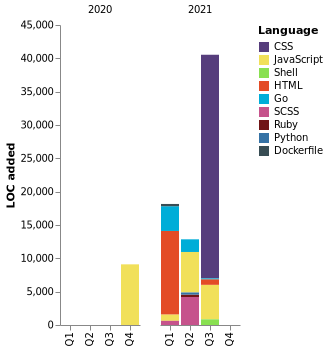 2020
2021
LOC added
45,000
40,000
35,000
30,000
25,000
20,000
15,000
10,000
5,000
0
Q1
Q2
Q3
Q4
Q1
Q2
Q3
Q4
Language
CSS
JavaScript
Shell
HTML
Go
SCSS
Ruby
Python
Dockerfile